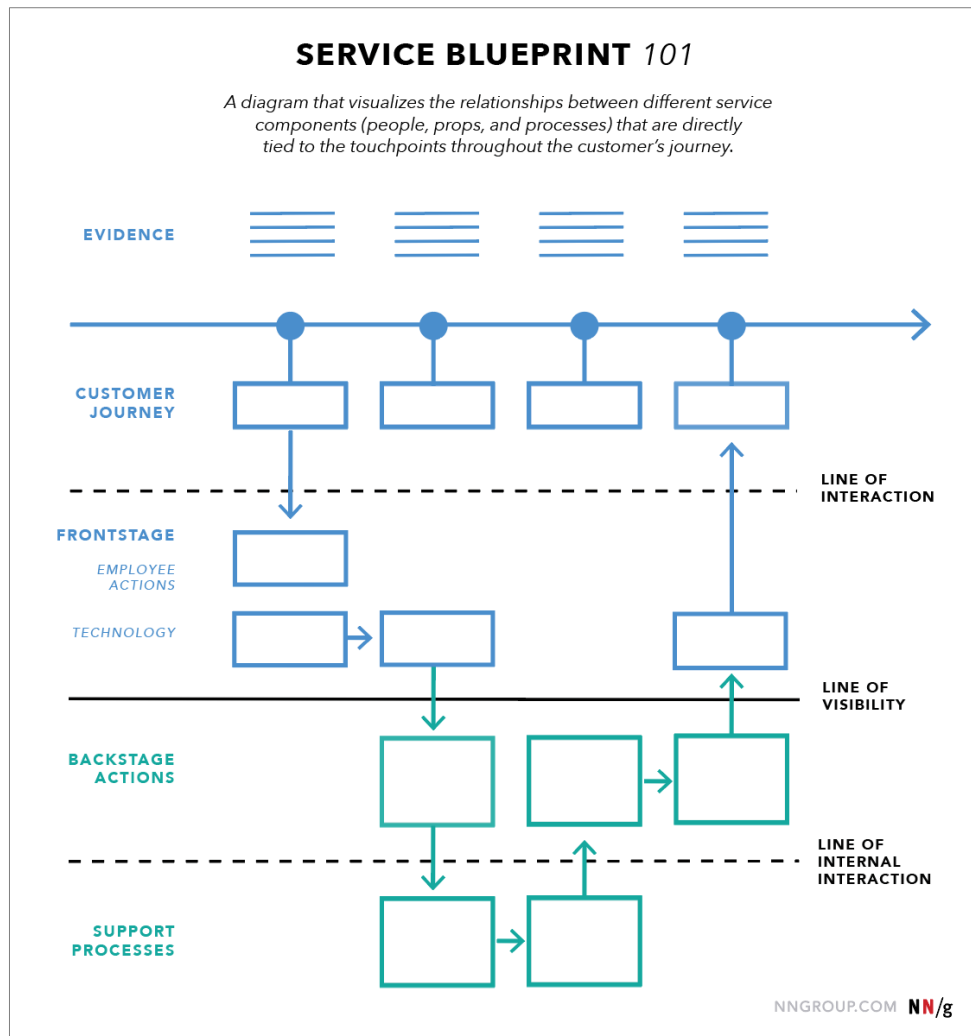 SERVICE BLUEPRINT 101
A diagram that visualizes the relationships between different service
components (people, props, and processes) that are directly
tied to the touchpoints throughout the customer's journey.
EVIDENCE
CUSTOMER
JOURNEY
LINE OF
INTERACTION
FRONTSTAGE
EMPLOYEE
ACTIONS
TECHNOLOGY
LINE OF
VISIBILITY
BACKSTAGE
ACTIONS
LINE OF
INTERNAL
INTERACTION
SUPPORT
PROCESSES
NNGROUP.COM NN/g